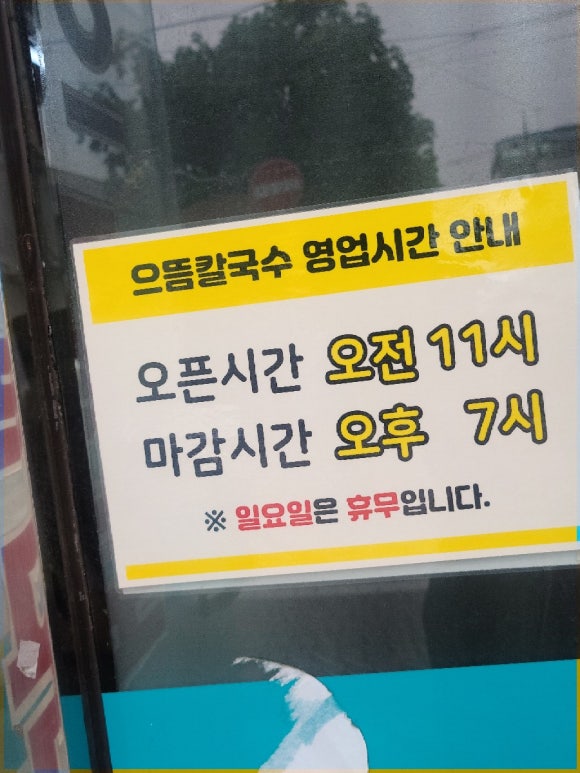 으뜸칼국수 영업시간 안내
오픈시간 오전 11시
마감시간 오후 7시
※ 일요일은 휴무입니다.